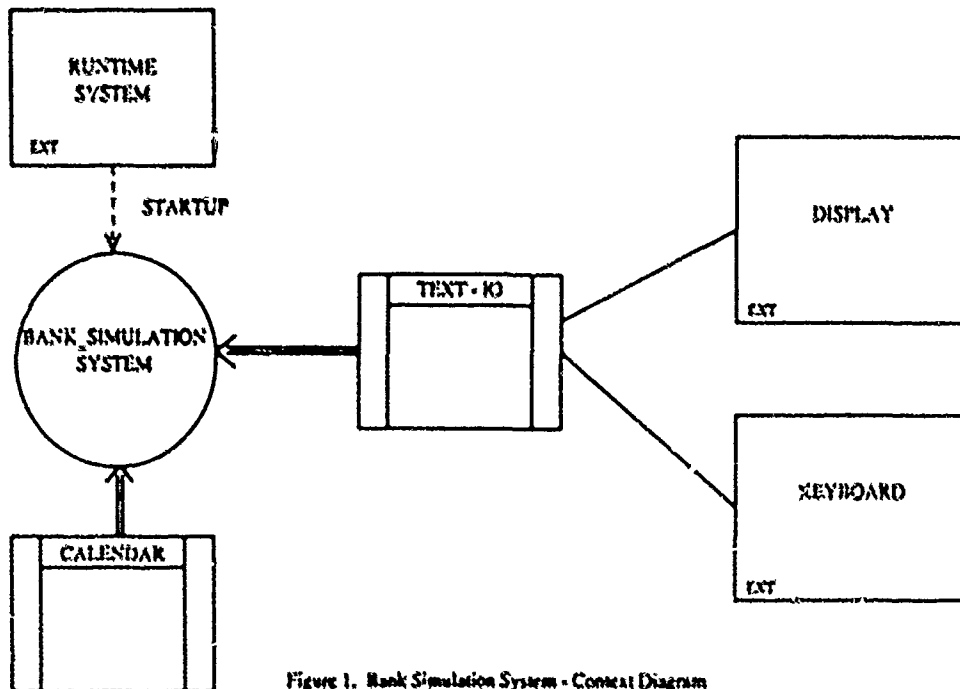 RUNTIME
SYSTEM
EXT
STARTUP
DISPLAY
EXT
TEXT - IO
BANK_SIMULATION
SYSTEM
KEYBOARD
EXT
CALENDAR
Figure 1. Bank Simulation System - Context Diagram